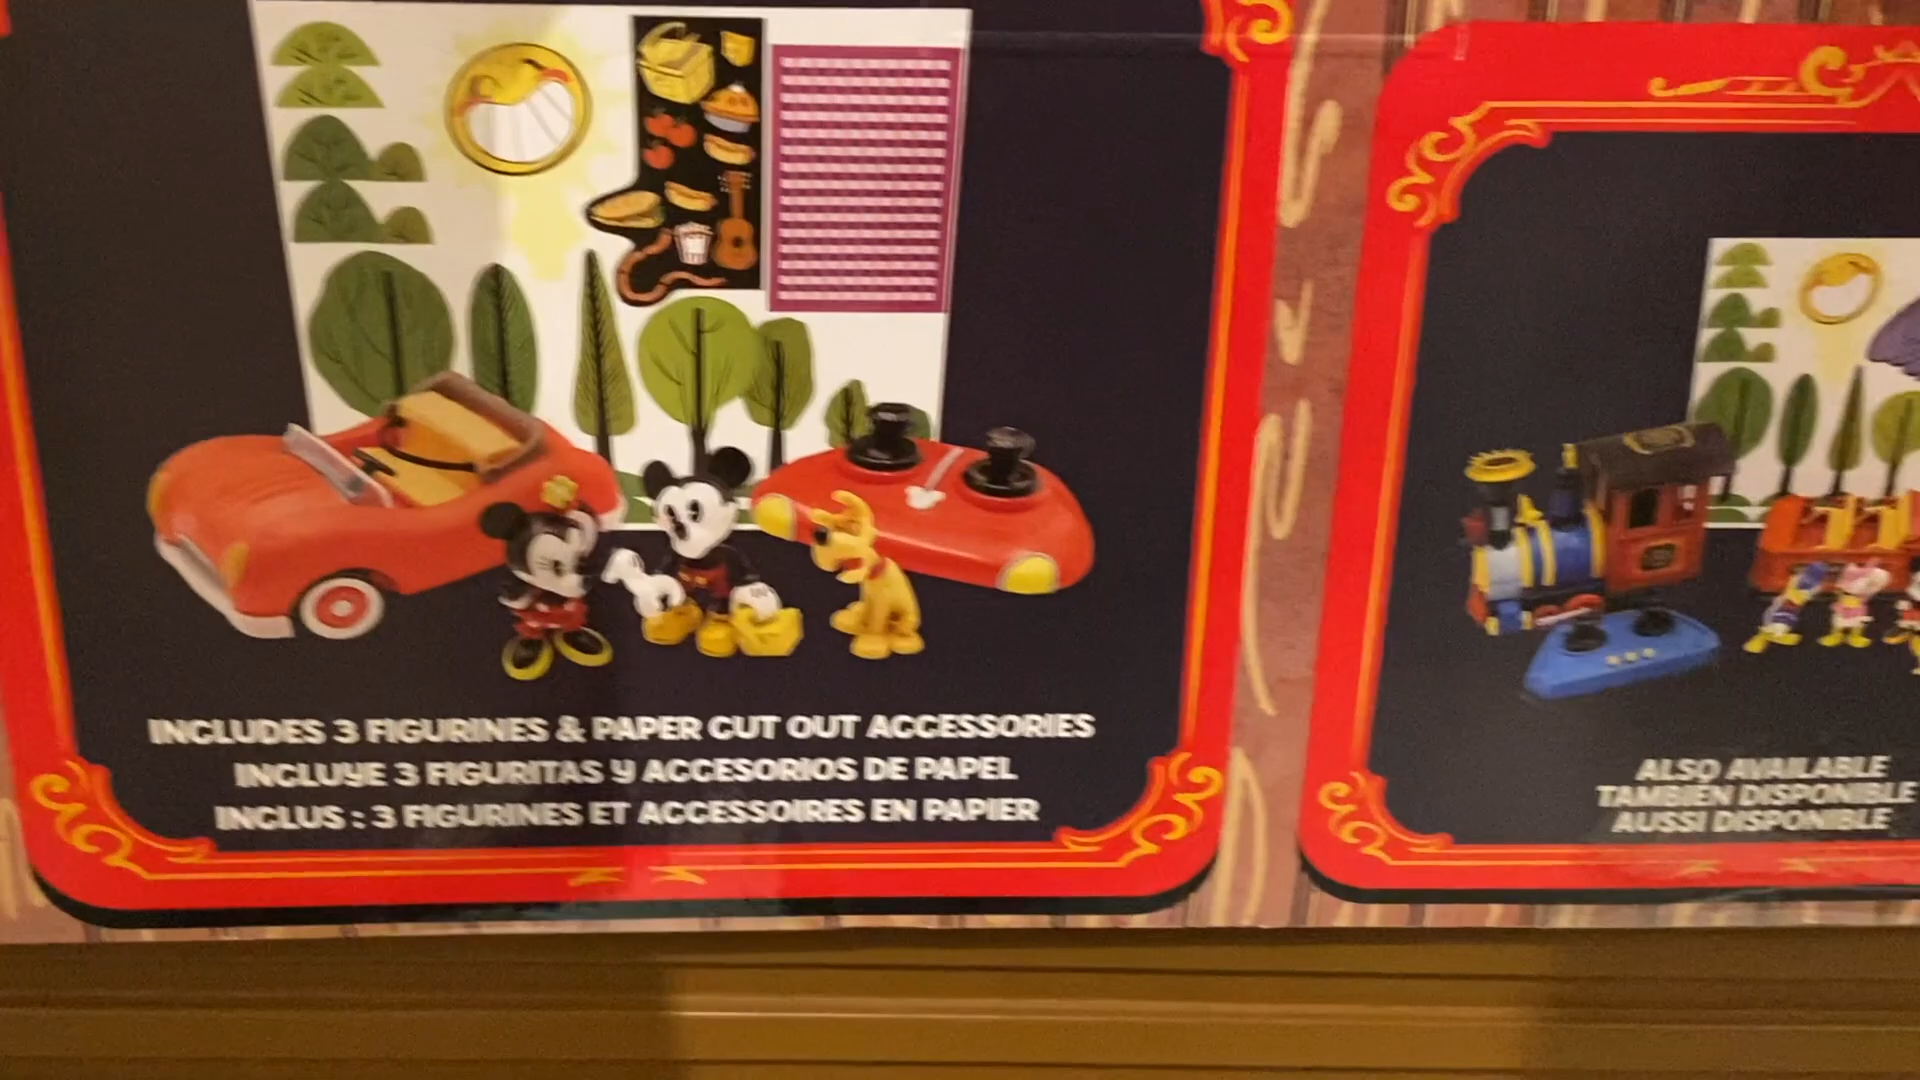 INCLUDES 3 FIGURINES & PAPER CUT OUT ACCESSORIES
INCLUYE 3 FIGURITAS Y ACCESORIOS DE PAPEL
INCLUS : 3 FIGURINES ET ACCESSOIRES EN PAPIER
ALSO AVAILABLE
TAMBIÉN DISPONIBLE
AUSSI DISPONIBLE